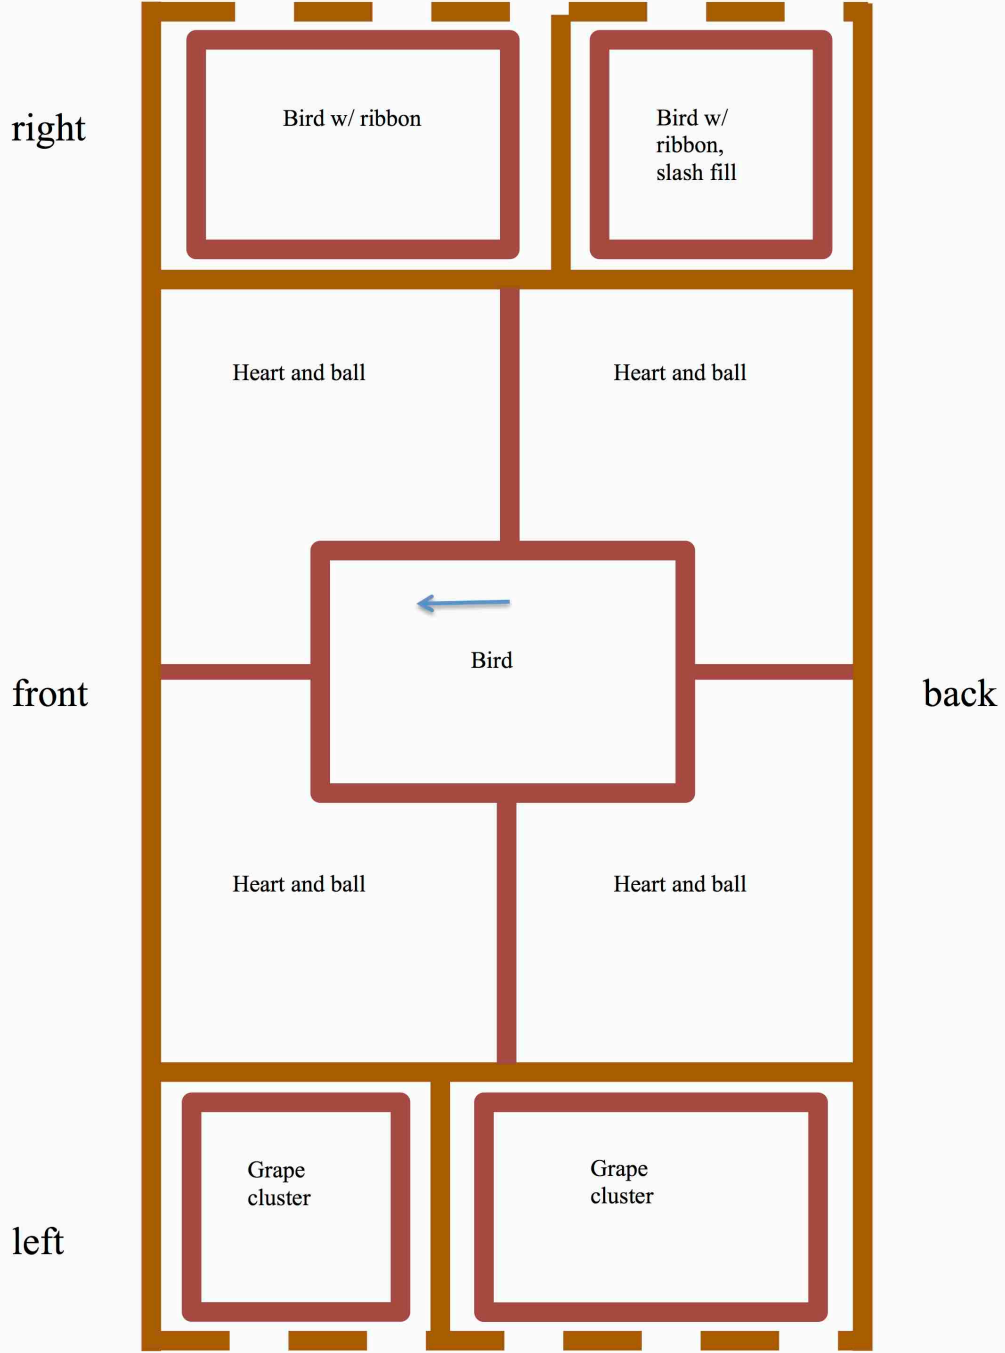 right
Bird w/ ribbon
Bird w/
ribbon,
slash fill
Heart and ball
Heart and ball
front
Bird
back
Heart and ball
Heart and ball
Grape
cluster
Grape
cluster
left